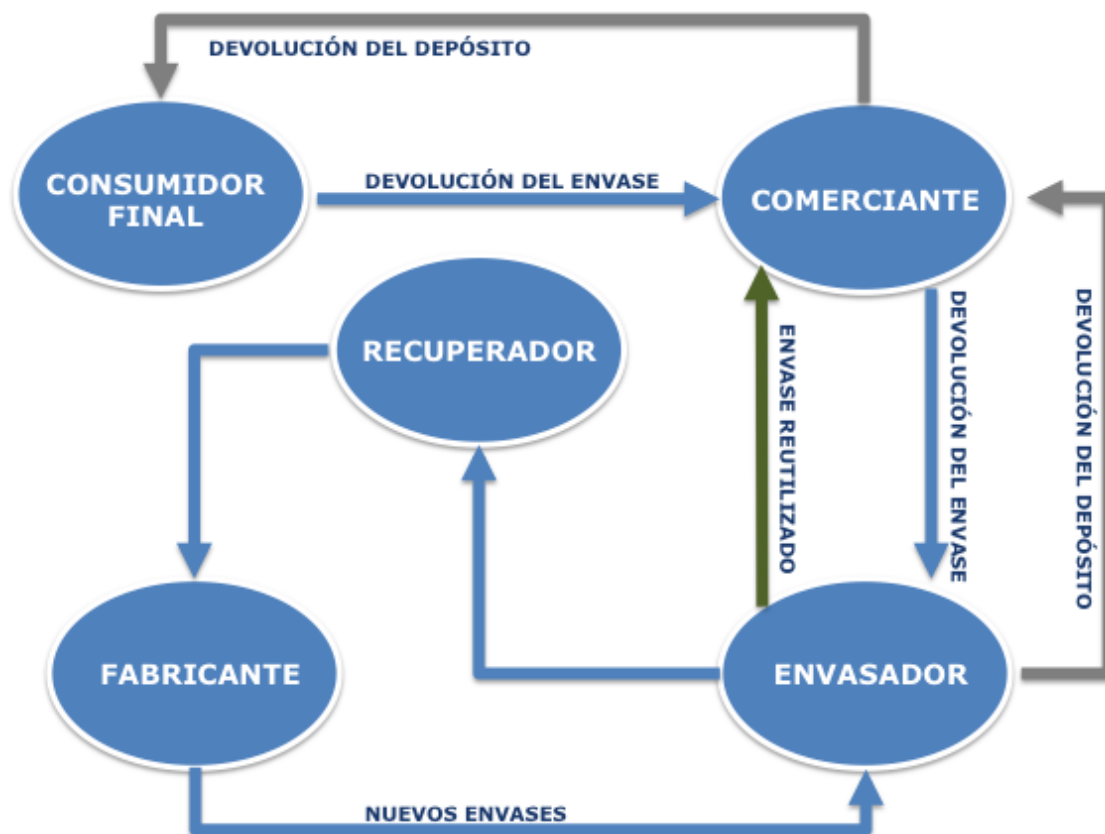 DEVOLUCIÓN DEL DEPÓSITO
CONSUMIDOR
FINAL
DEVOLUCIÓN DEL ENVASE
COMERCIANTE
RECUPERADOR
ENVASE REUTILIZADO
DEVOLUCIÓN DEL ENVASE
DEVOLUCIÓN DEL DEPÓSITO
FABRICANTE
ENVASADOR
NUEVOS ENVASES